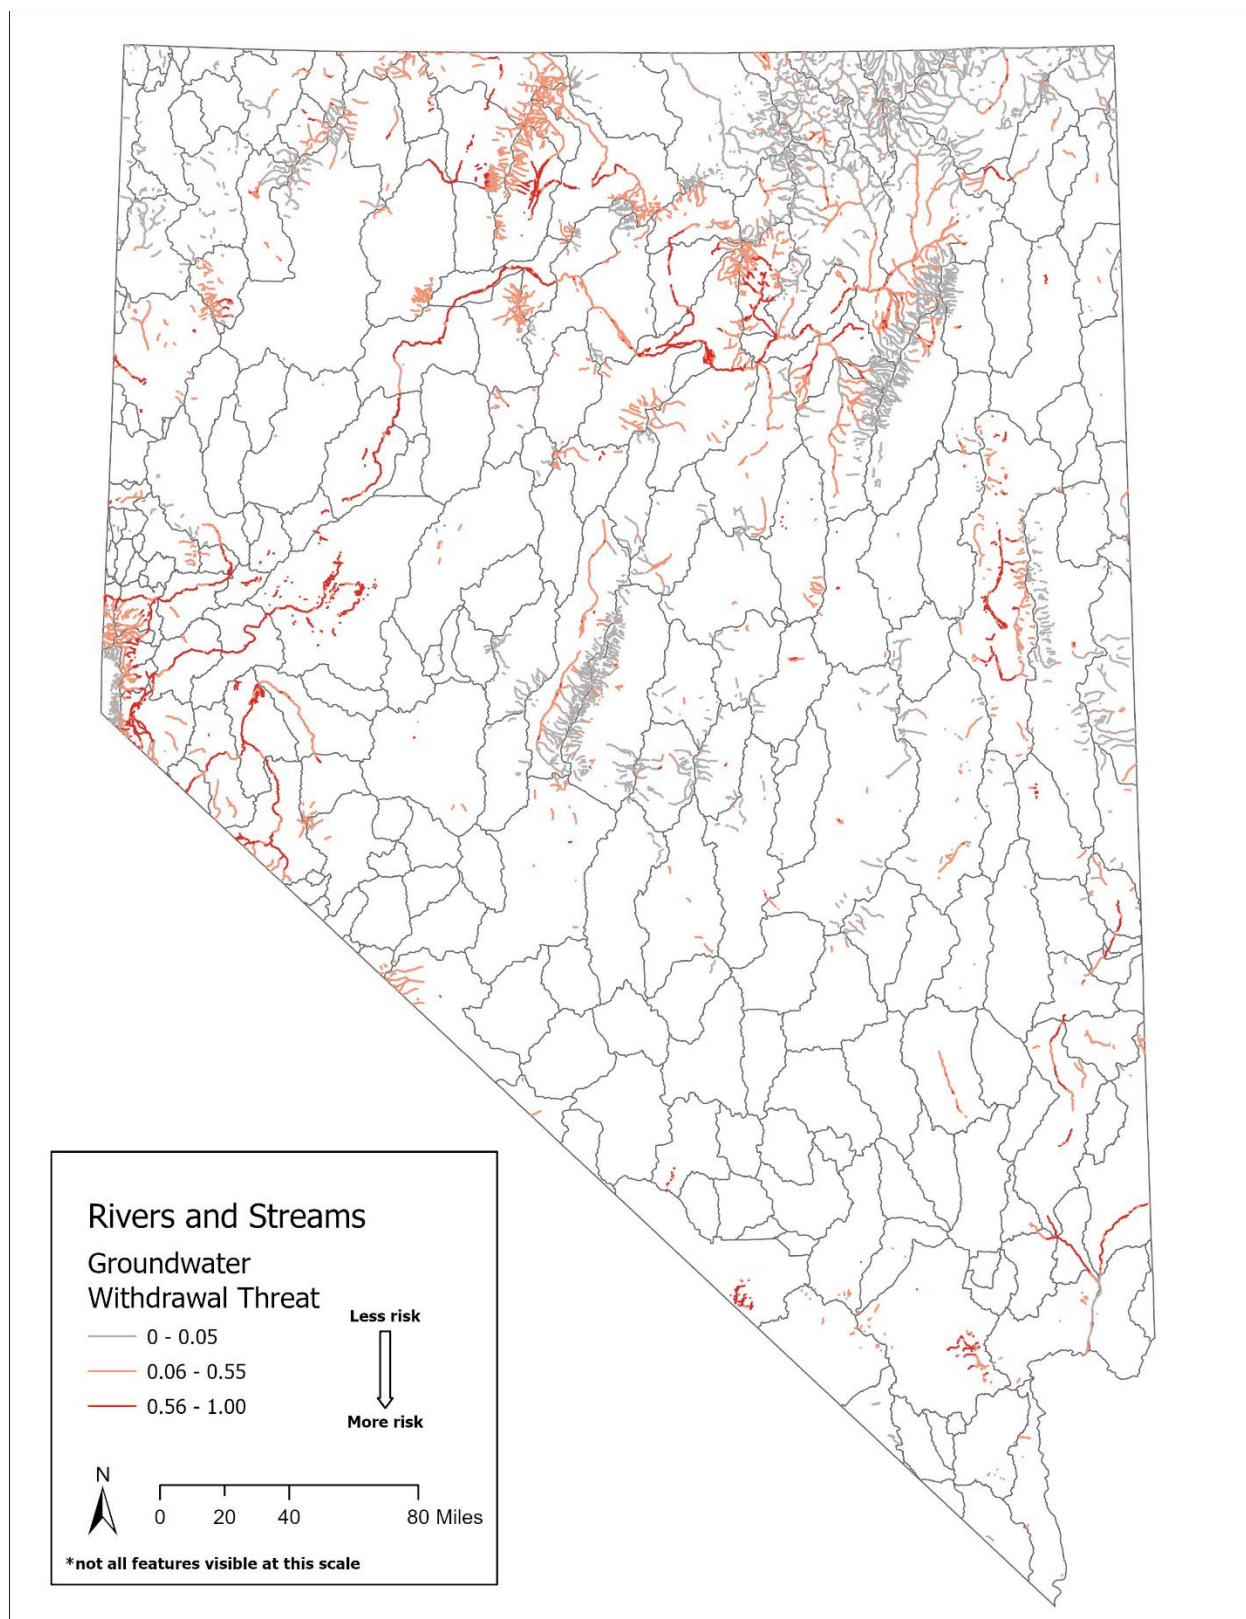 Rivers and Streams
Groundwater
Withdrawal Threat
0 - 0.05
0.06 - 0.55
0.56 - 1.00
Less risk
More risk
N
0 20 40 80 Miles
*not all features visible at this scale